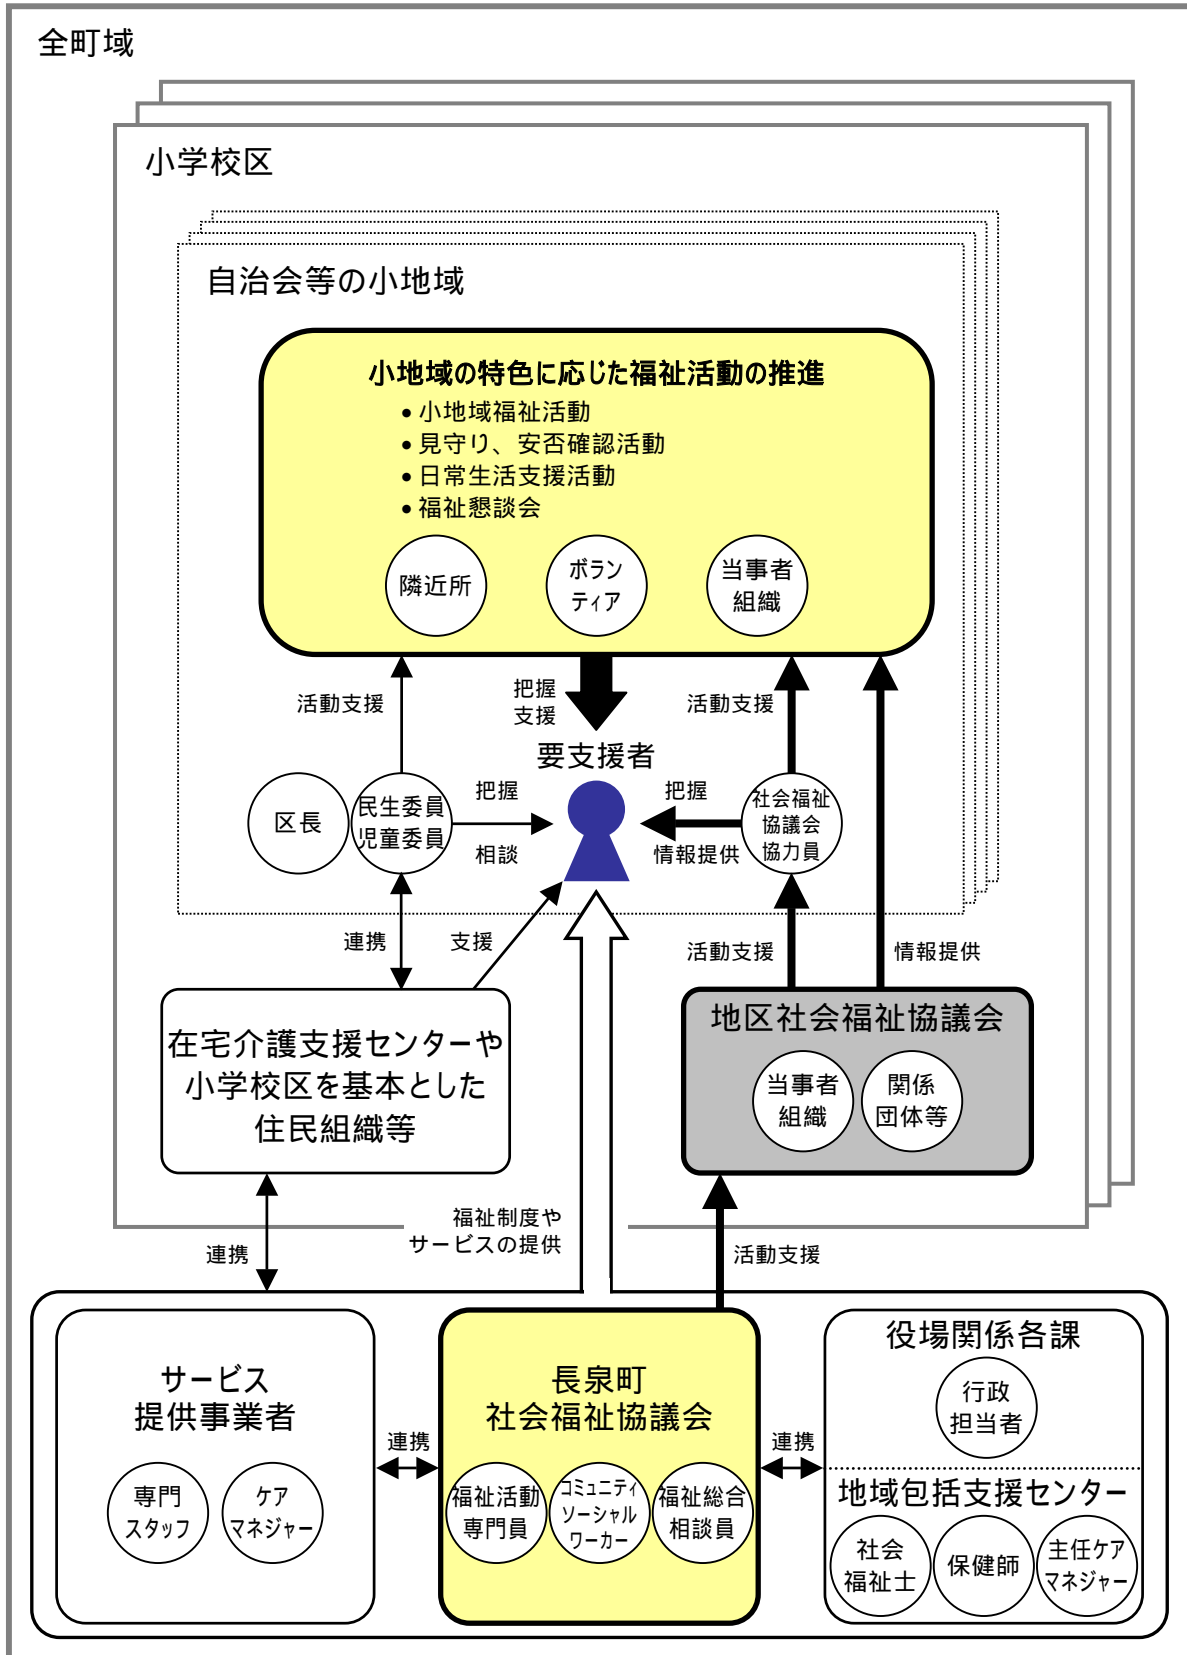 全町域
小学校区
自治会等の小地域
小地域の特色に応じた福祉活動の推進
• 小地域福祉活動
• 見守り、安否確認活動
• 日常生活支援活動
• 福祉懇談会
隣近所
ボラン
ティア
当事者
組織
活動支援
把握
支援
活動支援
要支援者
区長
民生委員
児童委員
把握
相談
把握
情報提供
社会福祉
協議会
協力員
連携
支援
活動支援
情報提供
在宅介護支援センターや
小学校区を基本とした
住民組織等
地区社会福祉協議会
当事者
組織
関係
団体等
連携
福祉制度や
サービスの提供
活動支援
サービス
提供事業者
専門
スタッフ
ケア
マネジャー
連携
長泉町
社会福祉協議会
福祉活動
専門員
コミュニティ
ソーシャル
ワーカー
福祉総合
相談員
連携
役場関係各課
行政
担当者
地域包括支援センター
社会
福祉士
保健師
主任ケア
マネジャー